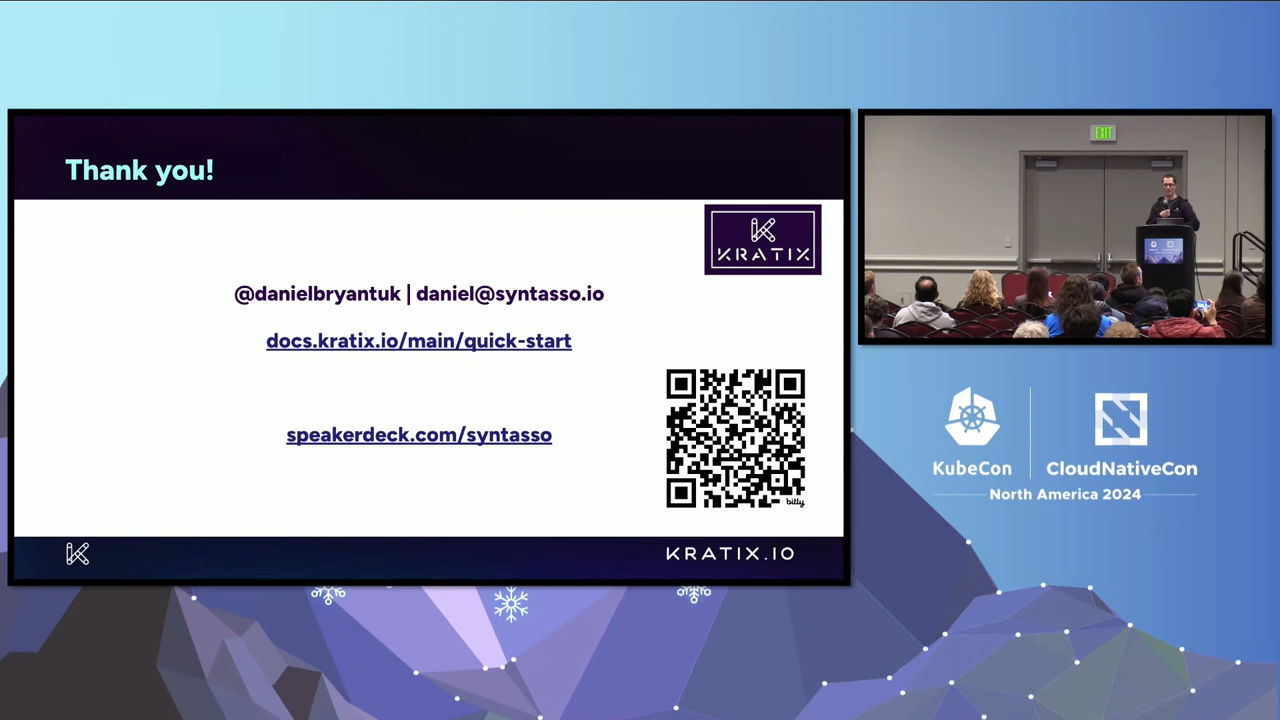 Thank you!
KRATIX
@danielbryantuk | daniel@syntasso.io
docs.kratix.io/main/quick-start
speakerdeck.com/syntasso
bitly
KRATIX.IO
EXIT
KubeCon
CloudNativeCon
North America 2024